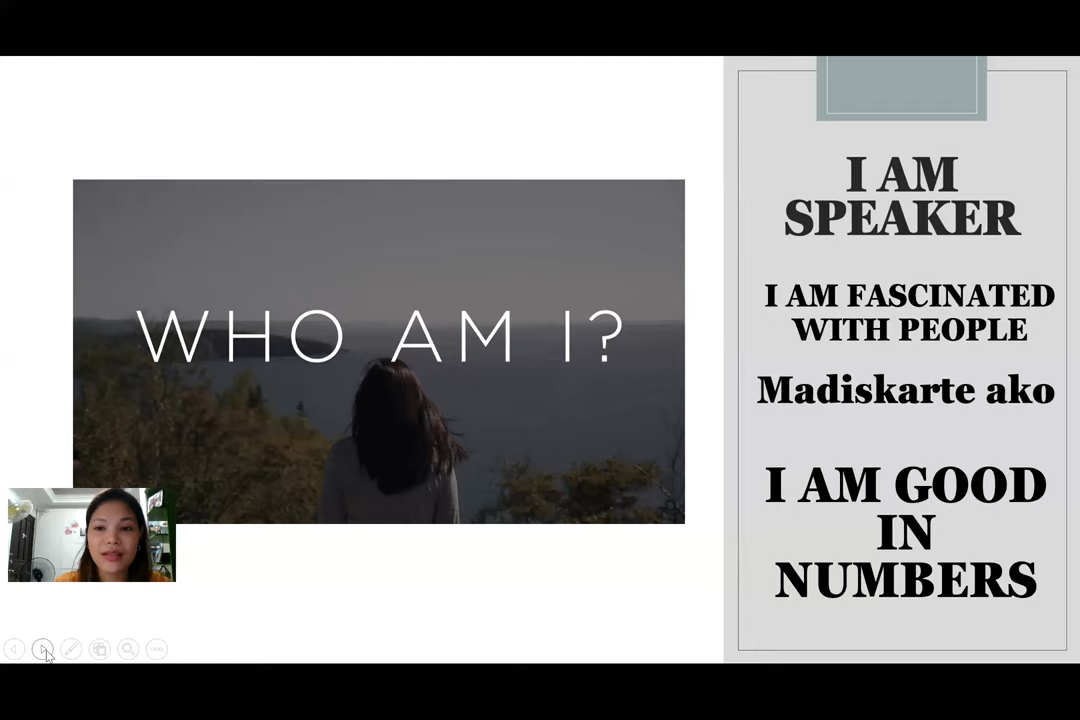 WHO AM I?
I AM
SPEAKER
I AM FASCINATED
WITH PEOPLE
Madiskarte ako
I AM GOOD
IN
NUMBERS